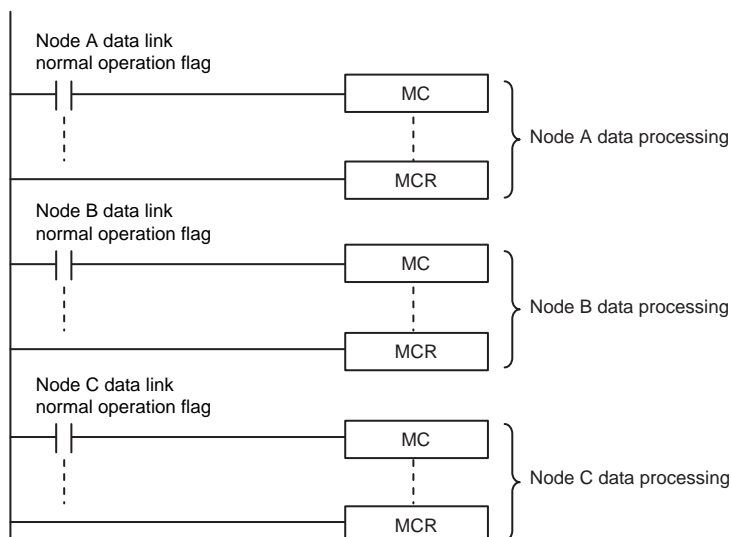 Node A data link
normal operation flag
MC
Node A data processing
MCR
Node B data link
normal operation flag
MC
Node B data processing
MCR
Node C data link
normal operation flag
MC
Node C data processing
MCR